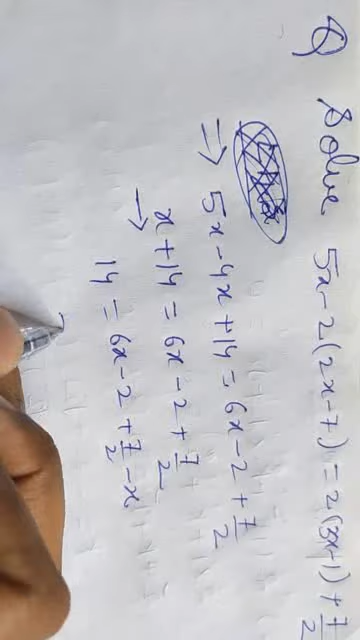 Q Solve 5x - 2(2x - 7) = 2(3x - 1) + 7/2
⇒ 5x - 4x + 14 = 6x - 2 + 7/2
→ x + 14 = 6x - 2 + 7/2
14 = 6x - 2 + 7/2 - x